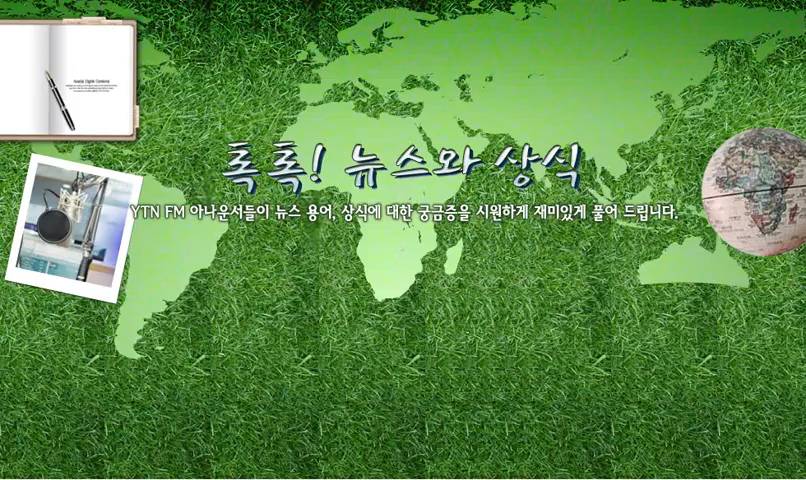 톡톡! 뉴스와 상식
YTN FM 아나운서들이 뉴스 용어, 상식에 대한 궁금증을 시원하게 재미있게 풀어 드립니다.